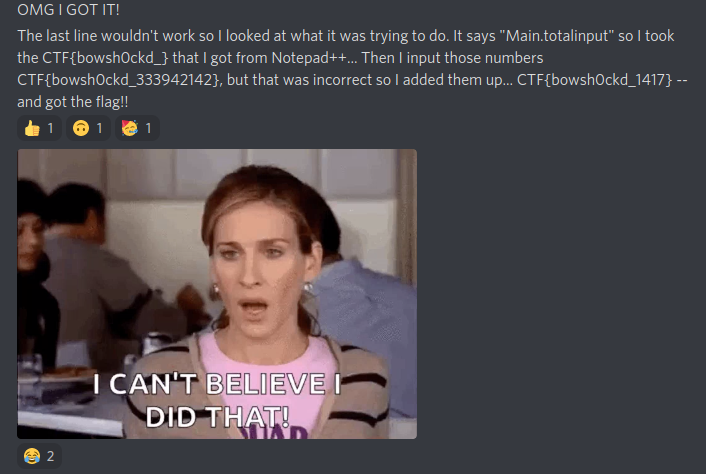 OMG I GOT IT!
The last line wouldn't work so I looked at what it was trying to do. It says "Main.totalinput" so I took
the CTF{bowsh0ckd_} that I got from Notepad++... Then I input those numbers
CTF{bowsh0ckd_333942142}, but that was incorrect so I added them up... CTF{bowsh0ckd_1417} --
and got the flag!!
1 1 1
I CAN'T BELIEVE I
DID THAT!
2